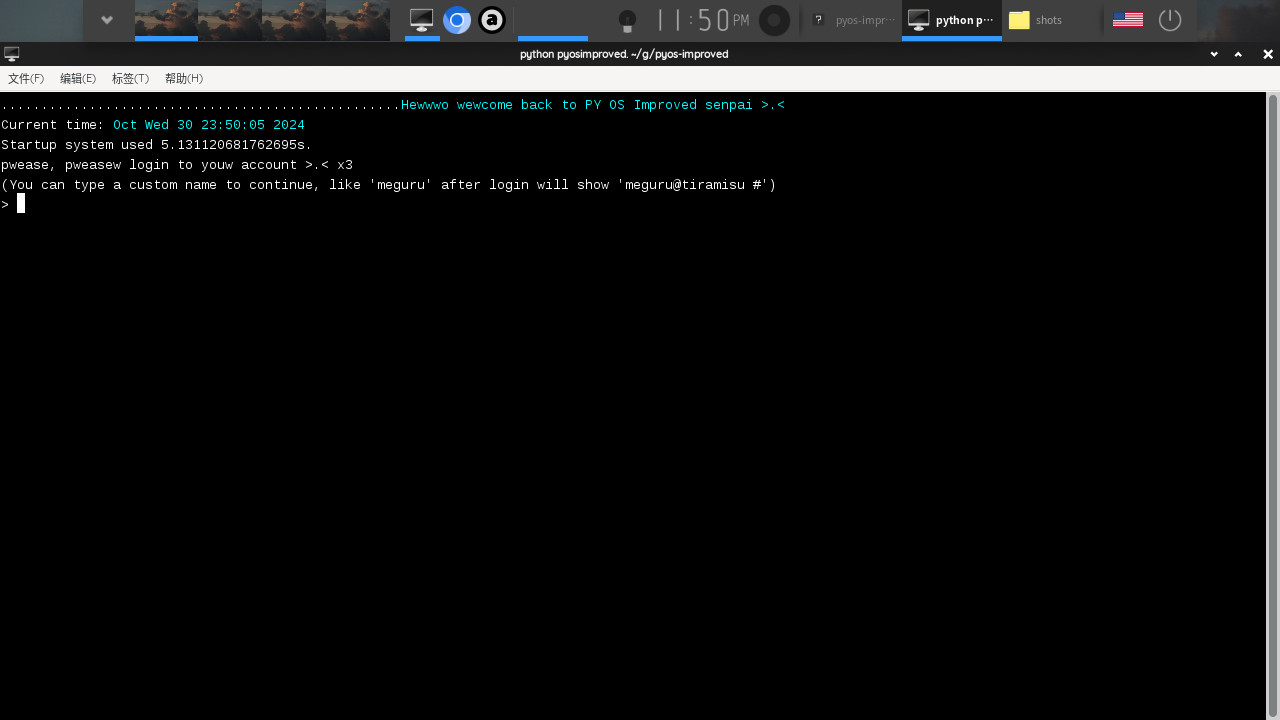 11:50 PM
pyos-impr…
python p…
shots
python pyosimproved. ~/g/pyos-improved
文件(F) 编辑(E) 标签(T) 帮助(H)
..................................................Hewwwo wewcome back to PY OS Improved senpai >.<
Current time: Oct Wed 30 23:50:05 2024
Startup system used 5.131120681762695s.
pwease, pweasew login to youw account >.< x3
(You can type a custom name to continue, like 'meguru' after login will show 'meguru@tiramisu #')
>